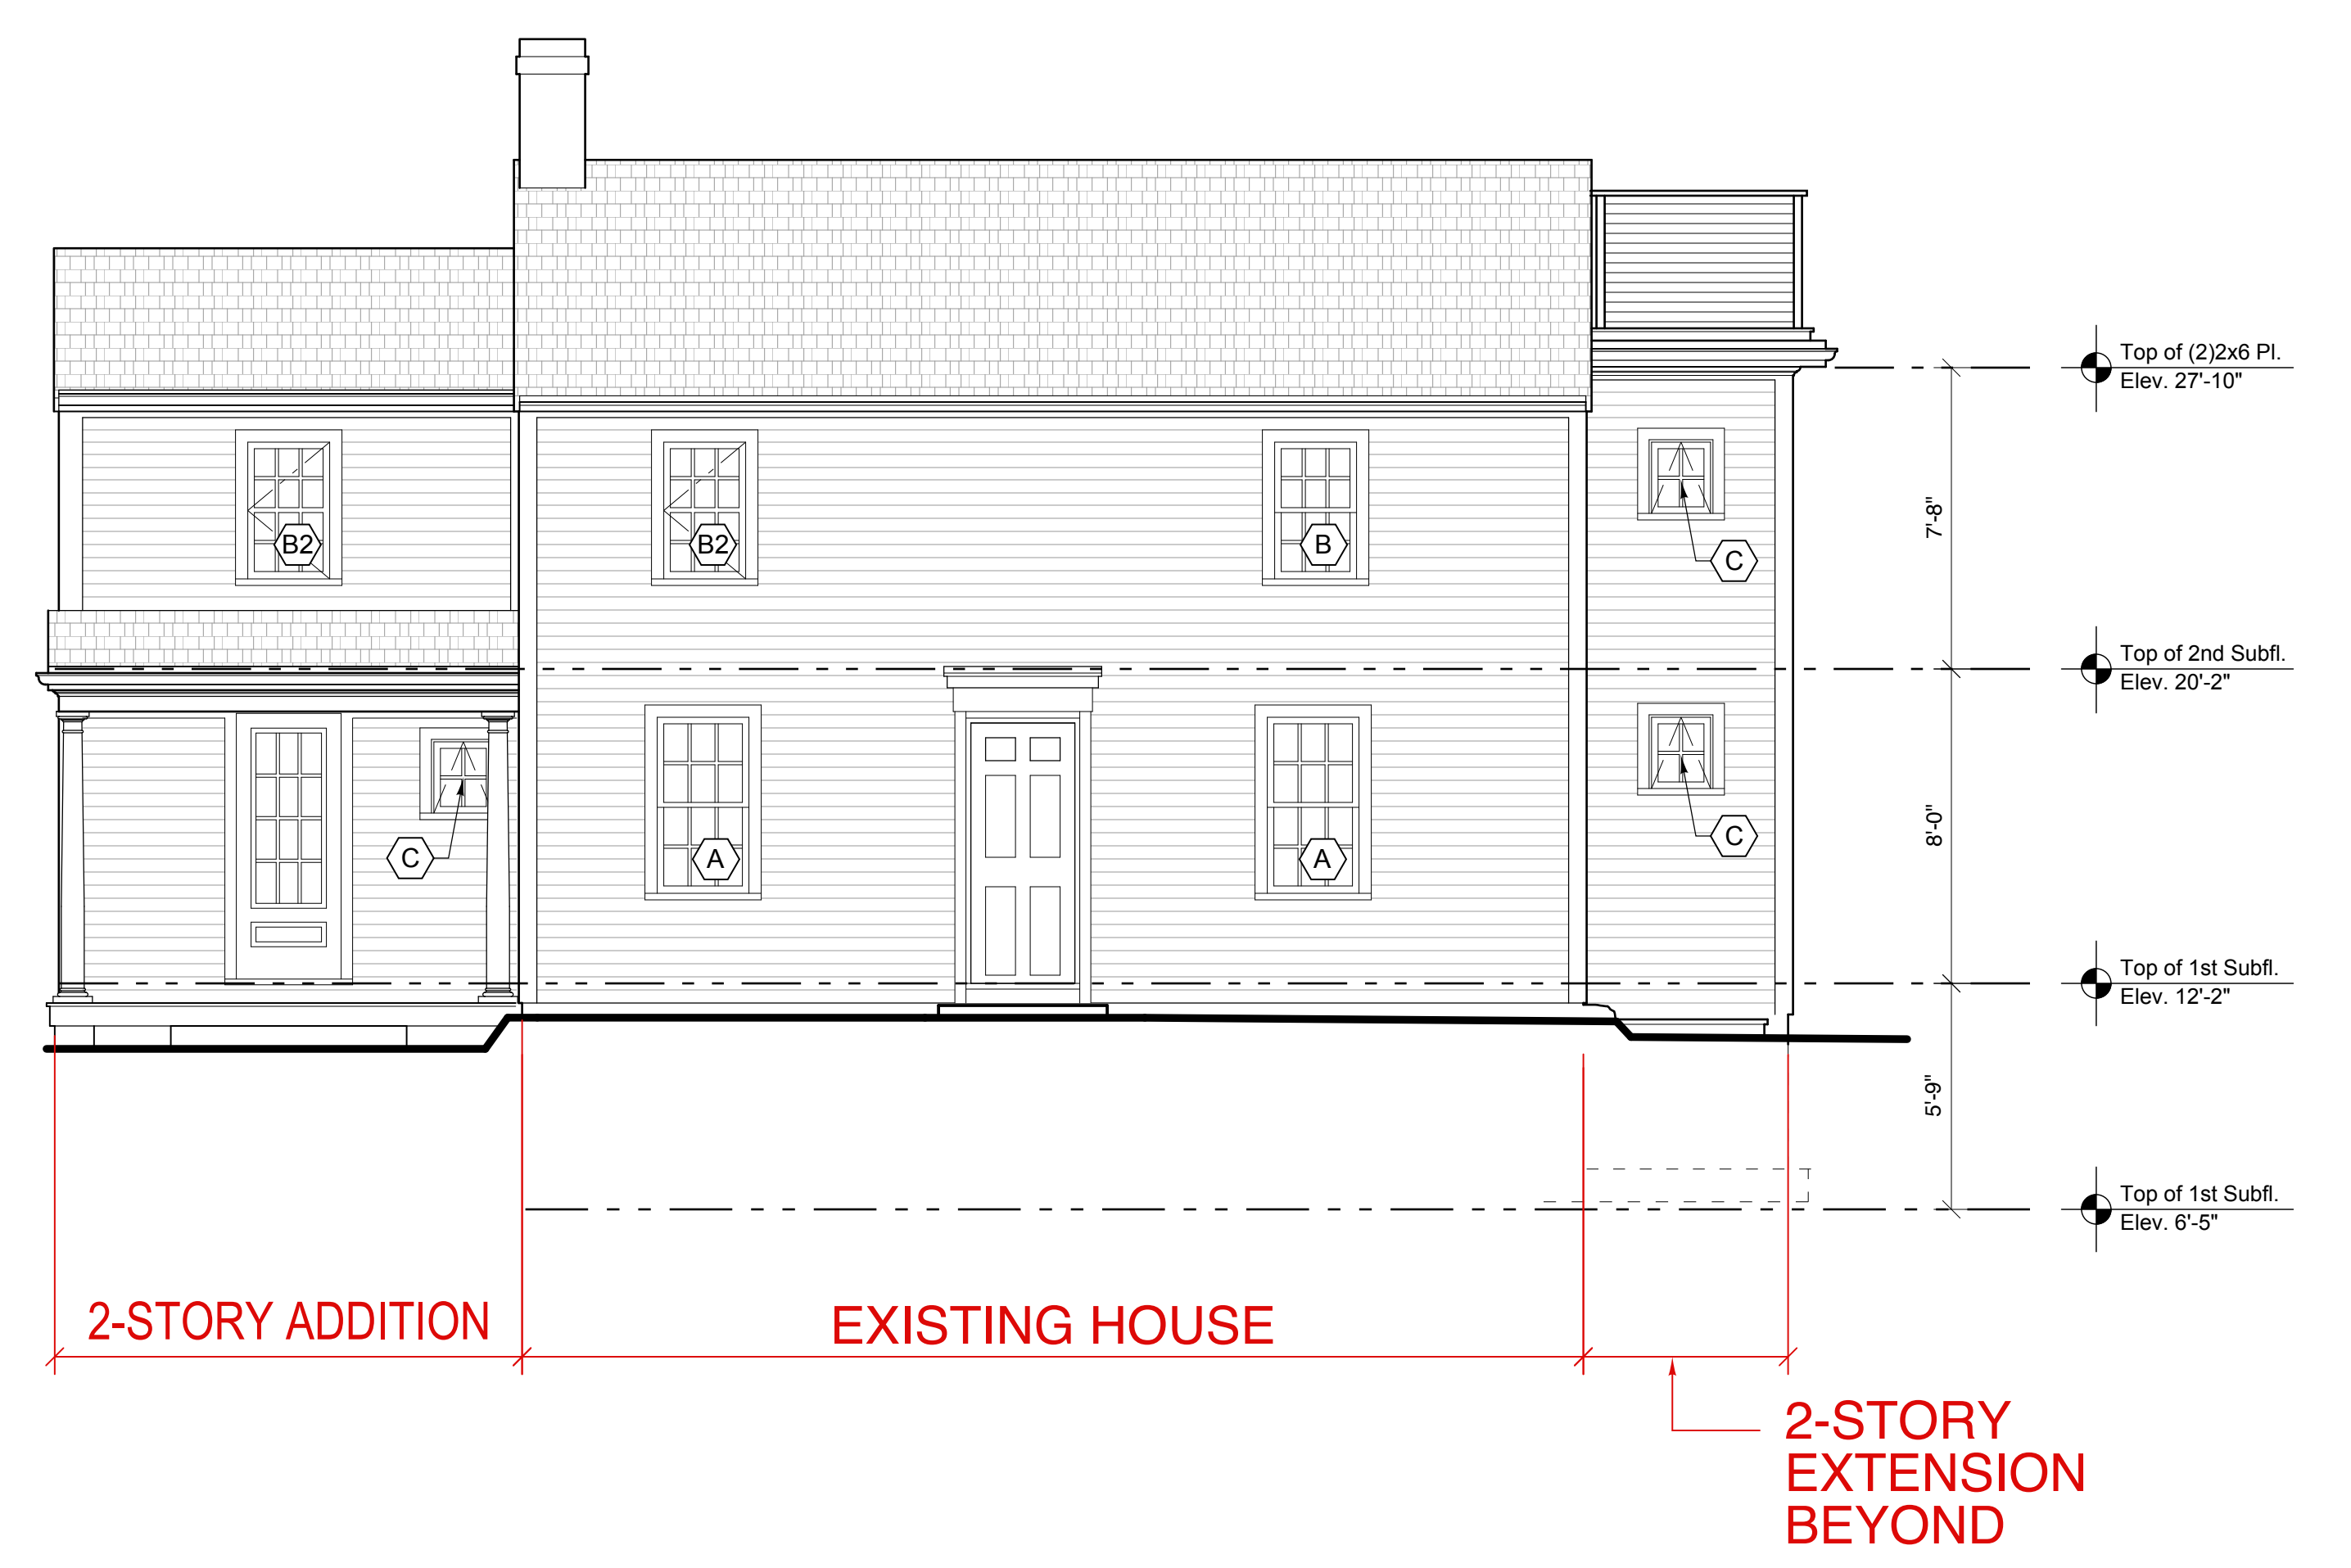 Top of (2)2x6 Pl.
Elev. 27'-10"
B2
B2
B
C
7'-8"
Top of 2nd Subfl.
Elev. 20'-2"
C
A
A
C
8'-0"
Top of 1st Subfl.
Elev. 12'-2"
5'-9"
Top of 1st Subfl.
Elev. 6'-5"
2-STORY ADDITION
EXISTING HOUSE
2-STORY
EXTENSION
BEYOND